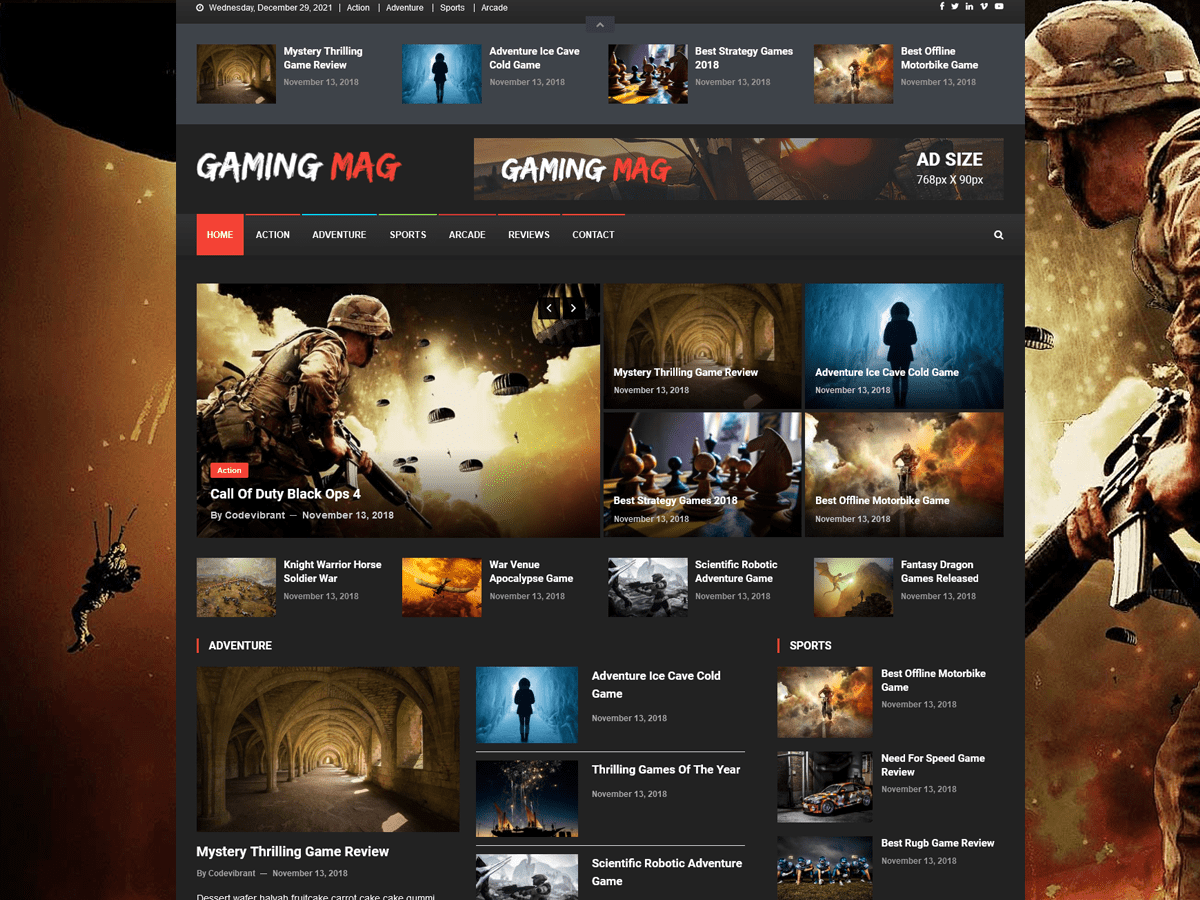 Wednesday, December 29, 2021 | Action | Adventure | Sports | Arcade
Mystery Thrilling
Game Review
November 13, 2018
Adventure Ice Cave
Cold Game
November 13, 2018
Best Strategy Games
2018
November 13, 2018
Best Offline
Motorbike Game
November 13, 2018
GAMING MAG
GAMING MAG
AD SIZE
768px X 90px
HOME
ACTION
ADVENTURE
SPORTS
ARCADE
REVIEWS
CONTACT
Action
Call Of Duty Black Ops 4
By Codevibrant — November 13, 2018
Mystery Thrilling Game Review
November 13, 2018
Adventure Ice Cave Cold Game
November 13, 2018
Best Strategy Games 2018
November 13, 2018
Best Offline Motorbike Game
November 13, 2018
Knight Warrior Horse
Soldier War
November 13, 2018
War Venue
Apocalypse Game
November 13, 2018
Scientific Robotic
Adventure Game
November 13, 2018
Fantasy Dragon
Games Released
November 13, 2018
ADVENTURE
Mystery Thrilling Game Review
By Codevibrant — November 13, 2018
Dessert wafer halvah fruitcake carrot cake cake gummi
Adventure Ice Cave Cold
Game
November 13, 2018
Thrilling Games Of The Year
November 13, 2018
Scientific Robotic Adventure
Game
SPORTS
Best Offline Motorbike
Game
November 13, 2018
Need For Speed Game
Review
November 13, 2018
Best Rugb Game Review
November 13, 2018